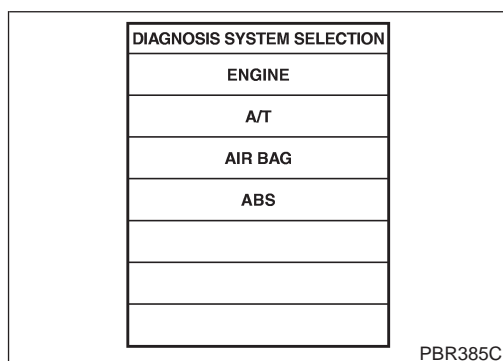 DIAGNOSIS SYSTEM SELECTION
ENGINE
A/T
AIR BAG
ABS
PBR385C